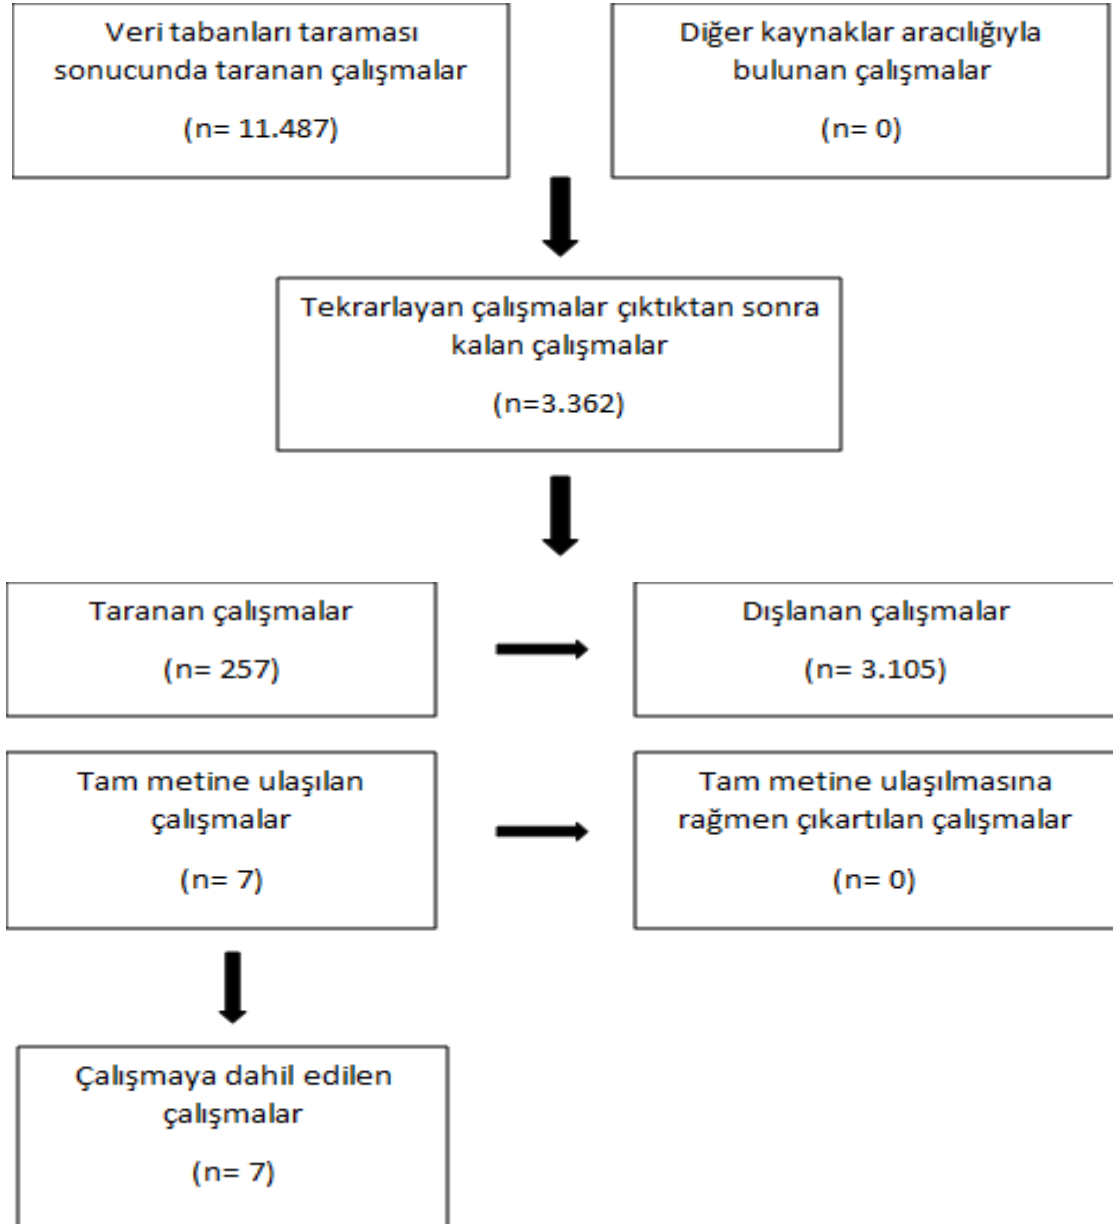 Veri tabanları taraması
sonucunda taranan çalışmalar
(n= 11.487)
Diğer kaynaklar aracılığıyla
bulunan çalışmalar
(n= 0)
Tekrarlayan çalışmalar çıktıktan sonra
kalan çalışmalar
(n=3.362)
Taranan çalışmalar
(n= 257)
Dışlanan çalışmalar
(n= 3.105)
Tam metine ulaşılan
çalışmalar
(n= 7)
Tam metine ulaşılmasına
rağmen çıkartılan çalışmalar
(n= 0)
Çalışmaya dahil edilen
çalışmalar
(n= 7)